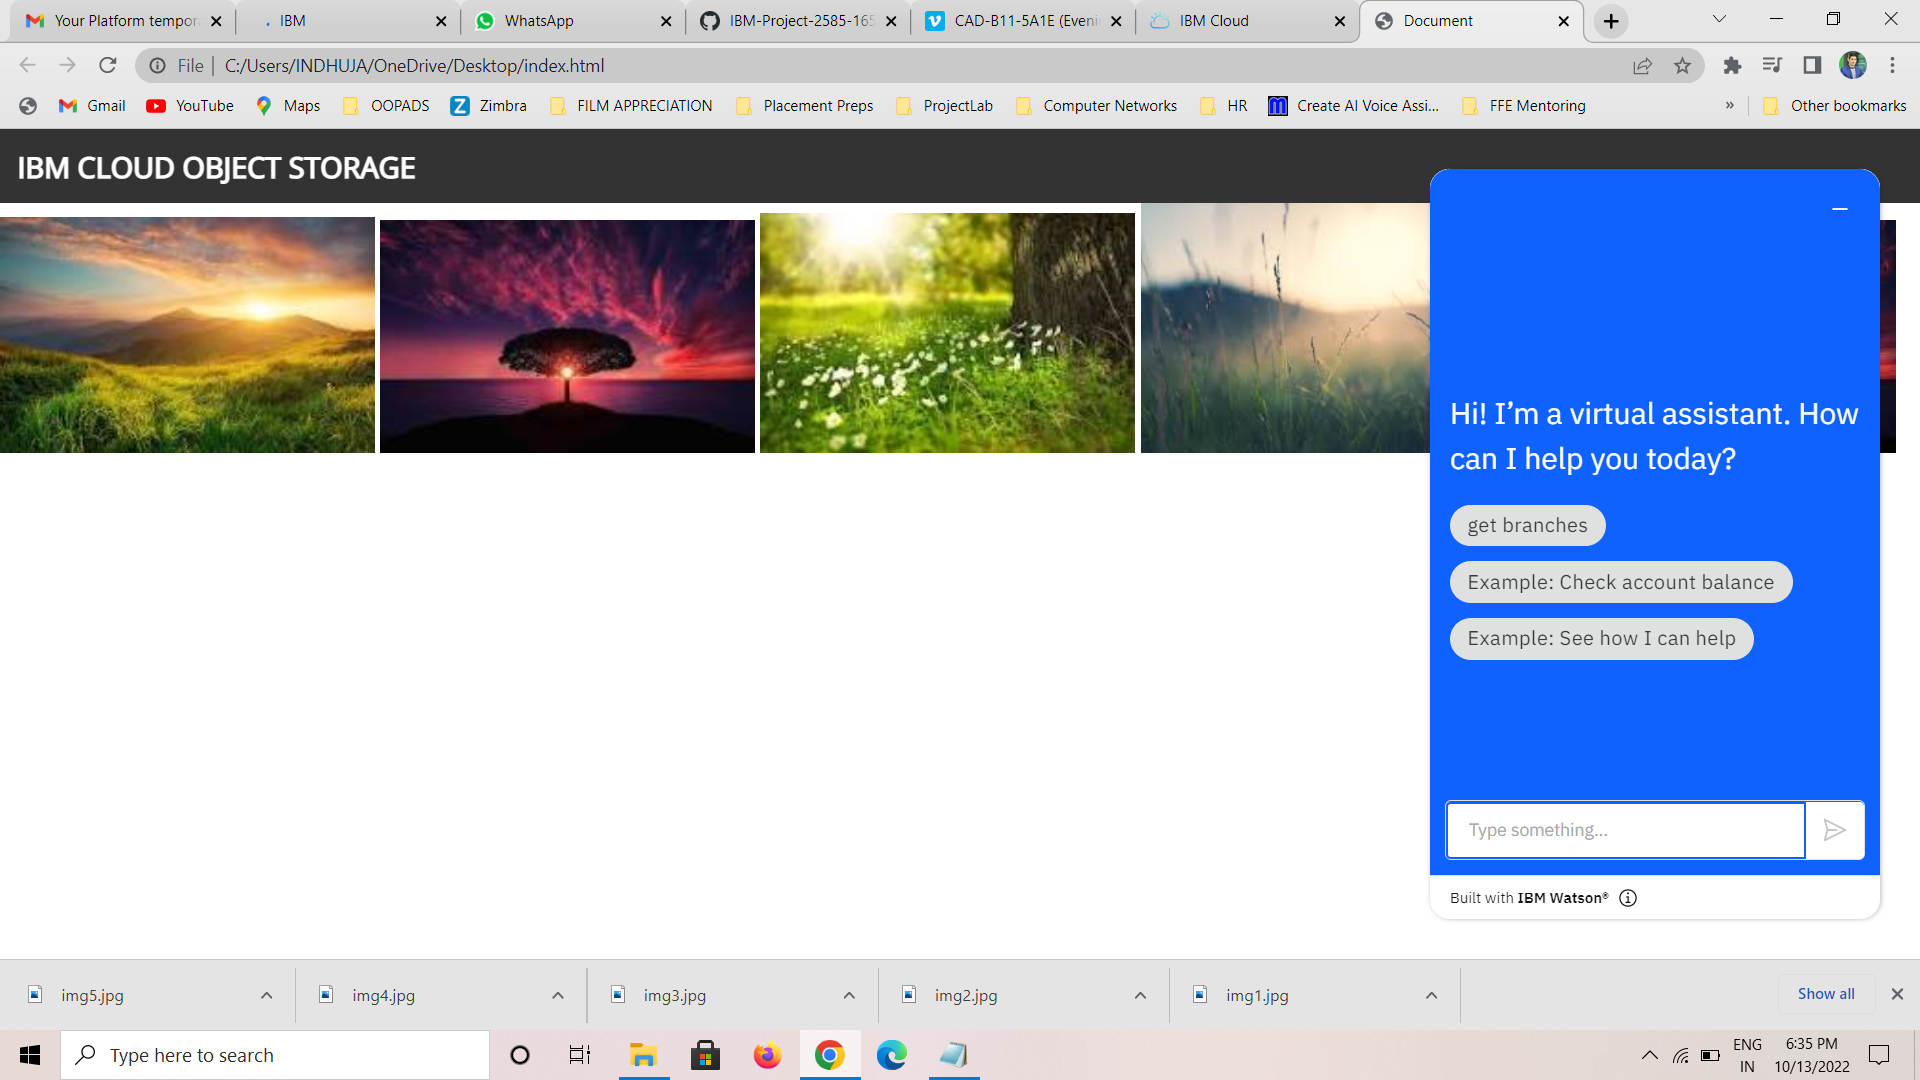 Your Platform tempor
IBM
WhatsApp
IBM-Project-2585-165
CAD-B11-5A1E (Eveni
IBM Cloud
Document
File
C:/Users/INDHUJA/OneDrive/Desktop/index.html
Gmail
YouTube
Maps
OOPADS
Zimbra
FILM APPRECIATION
Placement Preps
ProjectLab
Computer Networks
HR
Create AI Voice Assi...
FFE Mentoring
»
Other bookmarks
IBM CLOUD OBJECT STORAGE
Hi! I’m a virtual assistant. How
can I help you today?
get branches
Example: Check account balance
Example: See how I can help
Type something...
Built with IBM Watson®
img5.jpg
img4.jpg
img3.jpg
img2.jpg
img1.jpg
Show all
Type here to search
ENG
IN
6:35 PM
10/13/2022